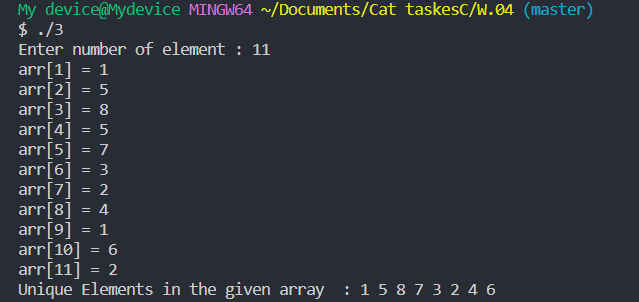 My device@Mydevice MINGW64 ~/Documents/Cat taskesC/W.04 (master)
$ ./3
Enter number of element : 11
arr[1] = 1
arr[2] = 5
arr[3] = 8
arr[4] = 5
arr[5] = 7
arr[6] = 3
arr[7] = 2
arr[8] = 4
arr[9] = 1
arr[10] = 6
arr[11] = 2
Unique Elements in the given array  : 1 5 8 7 3 2 4 6